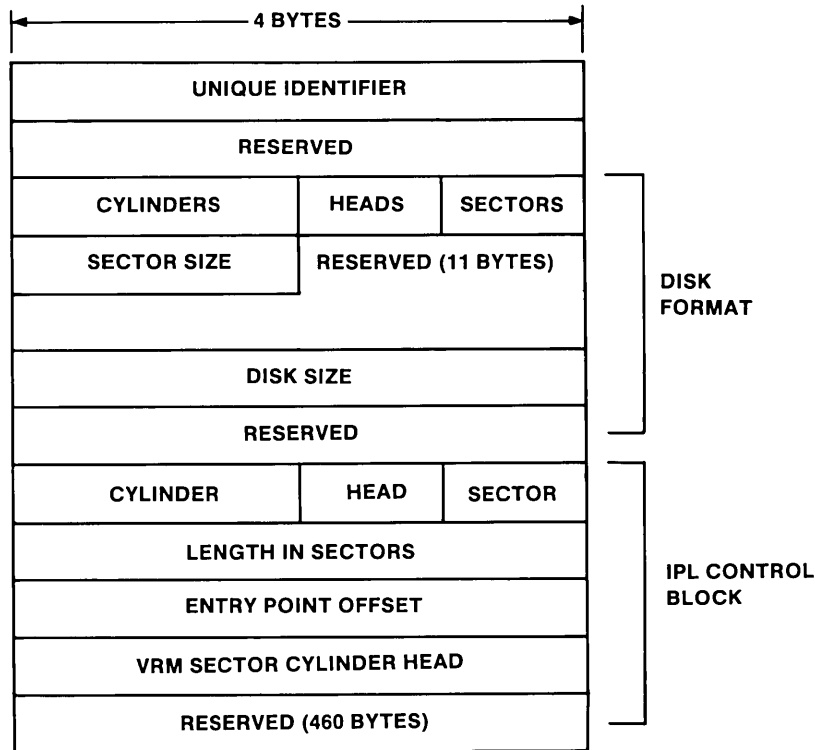 4 BYTES
UNIQUE IDENTIFIER
RESERVED
CYLINDERS HEADS SECTORS
SECTOR SIZE RESERVED (11 BYTES)
DISK
FORMAT
DISK SIZE
RESERVED
CYLINDER HEAD SECTOR
LENGTH IN SECTORS
IPL CONTROL
BLOCK
ENTRY POINT OFFSET
VRM SECTOR CYLINDER HEAD
RESERVED (460 BYTES)